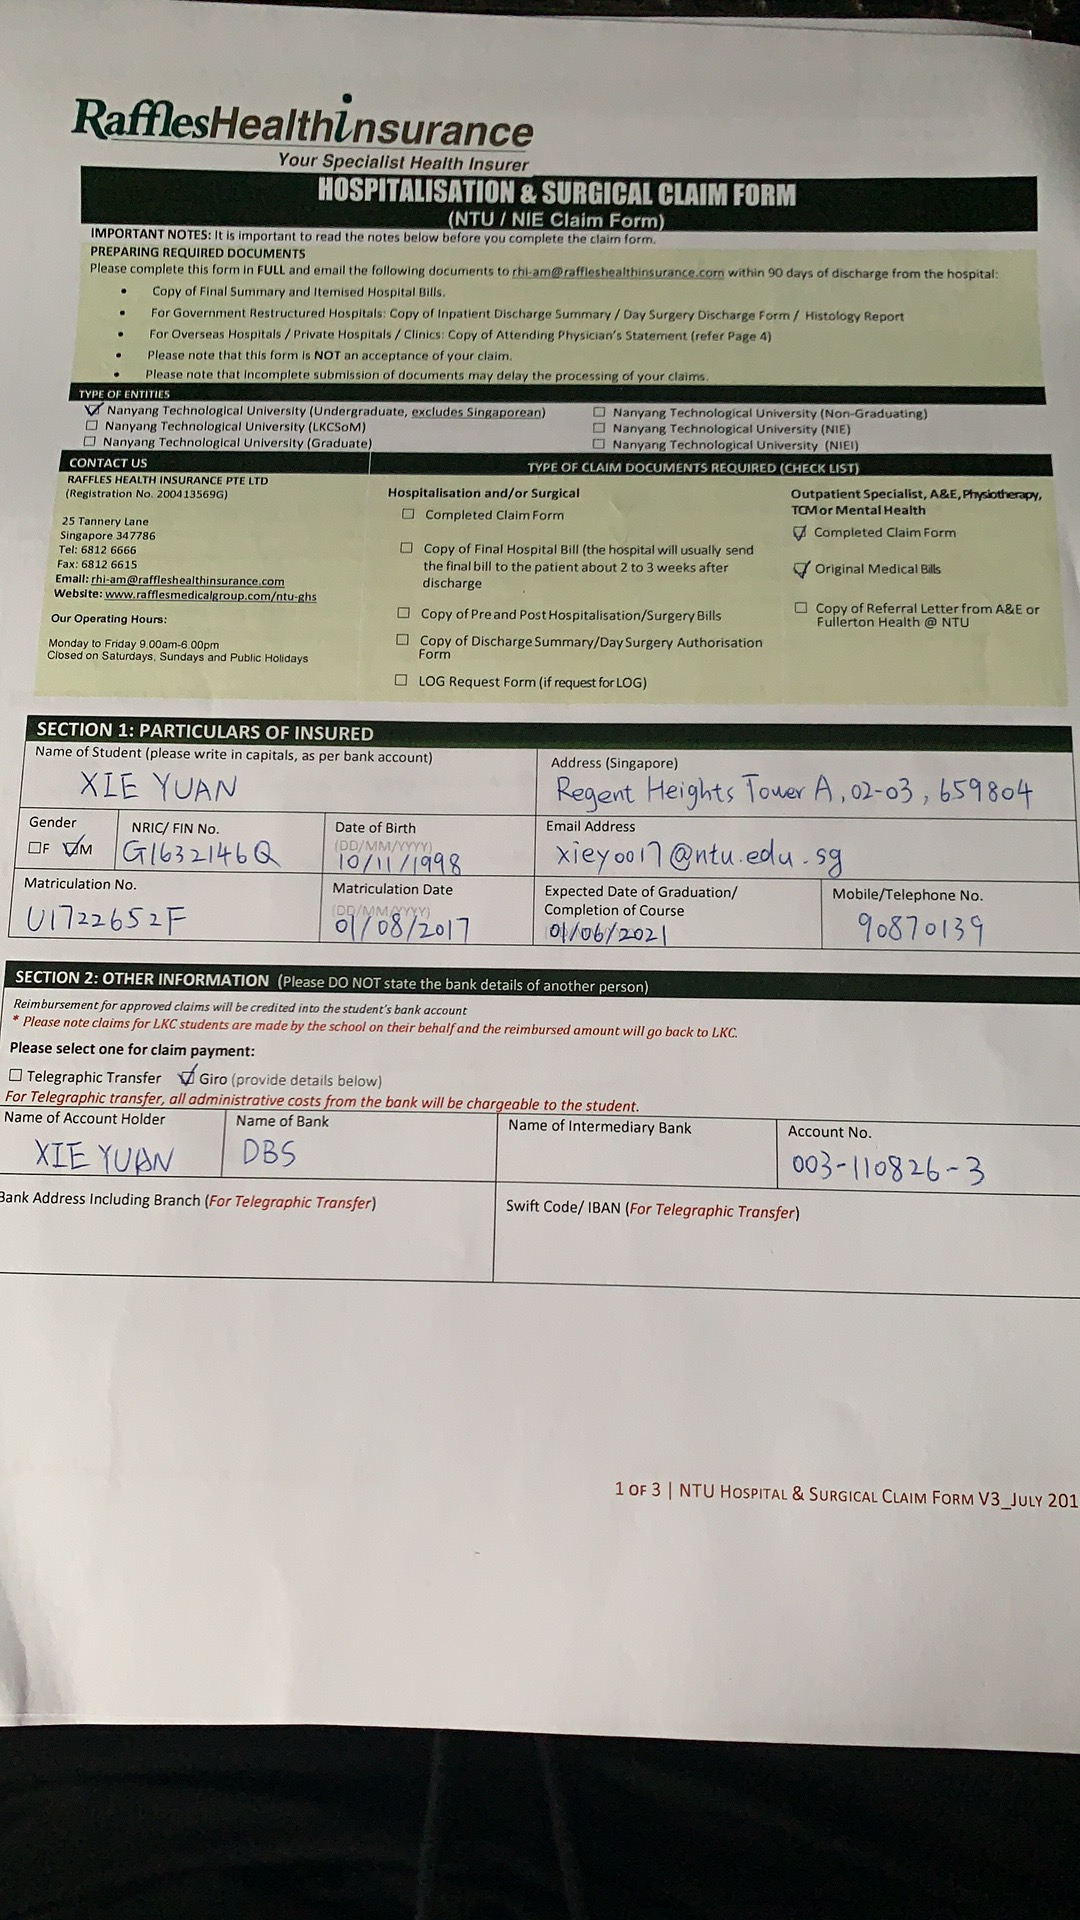 RafflesHealthinsurance
Your Specialist Health Insurer
HOSPITALISATION & SURGICAL CLAIM FORM
(NTU / NIE Claim Form)
IMPORTANT NOTES: It is important to read the notes below before you complete the claim form.
PREPARING REQUIRED DOCUMENTS
Please complete this form in FULL and email the following documents to rhi-am@raffleshealthinsurance.com within 90 days of discharge from the hospital:
• Copy of Final Summary and Itemised Hospital Bills.
• For Government Restructured Hospitals: Copy of Inpatient Discharge Summary / Day Surgery Discharge Form / Histology Report
• For Overseas Hospitals / Private Hospitals / Clinics: Copy of Attending Physician's Statement (refer Page 4)
• Please note that this form is NOT an acceptance of your claim.
• Please note that incomplete submission of documents may delay the processing of your claims.
TYPE OF ENTITIES
☑ Nanyang Technological University (Undergraduate, excludes Singaporean)
☐ Nanyang Technological University (LKCSoM)
☐ Nanyang Technological University (Graduate)
☐ Nanyang Technological University (Non-Graduating)
☐ Nanyang Technological University (NIE)
☐ Nanyang Technological University (NIEI)
CONTACT US
RAFFLES HEALTH INSURANCE PTE LTD
(Registration No. 200413569G)
25 Tannery Lane
Singapore 347786
Tel: 6812 6666
Fax: 6812 6615
Email: rhi-am@raffleshealthinsurance.com
Website: www.rafflesmedicalgroup.com/ntu-ghs
Our Operating Hours:
Monday to Friday 9.00am-6.00pm
Closed on Saturdays, Sundays and Public Holidays
TYPE OF CLAIM DOCUMENTS REQUIRED (CHECK LIST)
Hospitalisation and/or Surgical
☐ Completed Claim Form
☐ Copy of Final Hospital Bill (the hospital will usually send
the final bill to the patient about 2 to 3 weeks after
discharge
☐ Copy of Pre and Post Hospitalisation/Surgery Bills
☐ Copy of Discharge Summary/Day Surgery Authorisation
Form
☐ LOG Request Form (if request for LOG)
Outpatient Specialist, A&E, Physiotherapy,
TCM or Mental Health
☑ Completed Claim Form
☑ Original Medical Bills
☐ Copy of Referral Letter from A&E or
Fullerton Health @ NTU
SECTION 1: PARTICULARS OF INSURED
Name of Student (please write in capitals, as per bank account)
XIE YUAN
Address (Singapore)
Regent Heights Tower A, 02-03, 659804
Gender
☐F ☑M
NRIC/ FIN No.
G1632146Q
Date of Birth
(DD/MM/YYYY)
10/11/1998
Email Address
xiey0017@ntu.edu.sg
Matriculation No.
U1722652F
Matriculation Date
(DD/MM/YYYY)
01/08/2017
Expected Date of Graduation/
Completion of Course
01/06/2021
Mobile/Telephone No.
90870139
SECTION 2: OTHER INFORMATION (Please DO NOT state the bank details of another person)
Reimbursement for approved claims will be credited into the student's bank account
* Please note claims for LKC students are made by the school on their behalf and the reimbursed amount will go back to LKC.
Please select one for claim payment:
☐ Telegraphic Transfer ☑ Giro (provide details below)
For Telegraphic transfer, all administrative costs from the bank will be chargeable to the student.
Name of Account Holder
XIE YUAN
Name of Bank
DBS
Name of Intermediary Bank
Account No.
003-110826-3
Bank Address Including Branch (For Telegraphic Transfer)
Swift Code/ IBAN (For Telegraphic Transfer)
1 OF 3 | NTU HOSPITAL & SURGICAL CLAIM FORM V3_JULY 201